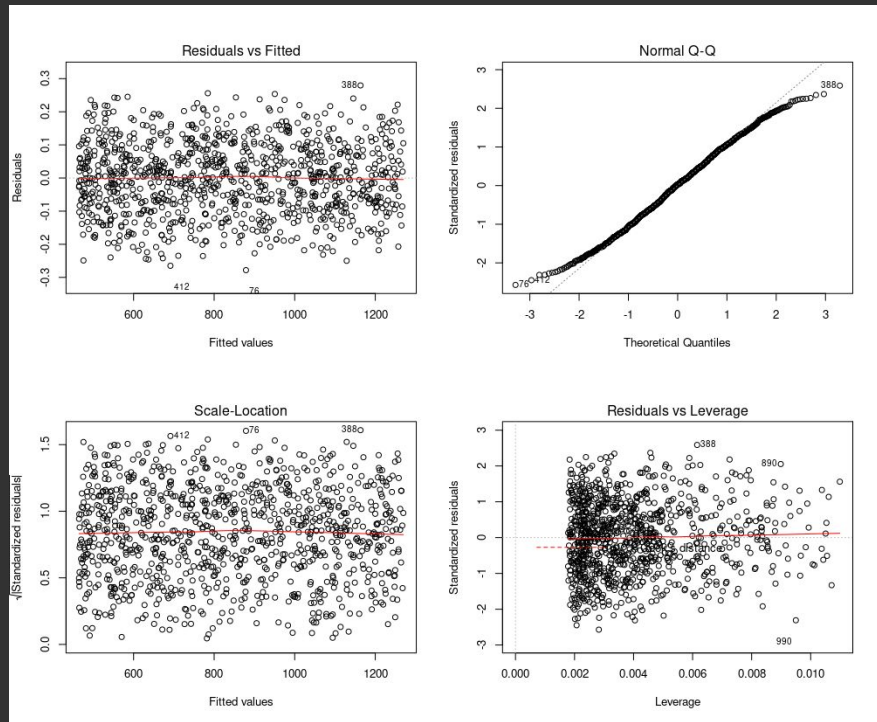 Residuals vs Fitted
Residuals
0.3
0.2
0.1
0.0
-0.1
-0.2
-0.3
388
412
76
600 800 1000 1200
Fitted values
Normal Q-Q
Standardized residuals
3
2
1
0
-1
-2
388
76
412
-3 -2 -1 0 1 2 3
Theoretical Quantiles
Scale-Location
√|Standardized residuals|
1.5
1.0
0.5
0.0
412
76
388
600 800 1000 1200
Fitted values
Residuals vs Leverage
Standardized residuals
3
2
1
0
-1
-2
-3
388
890
distance
990
0.000 0.002 0.004 0.006 0.008 0.010
Leverage